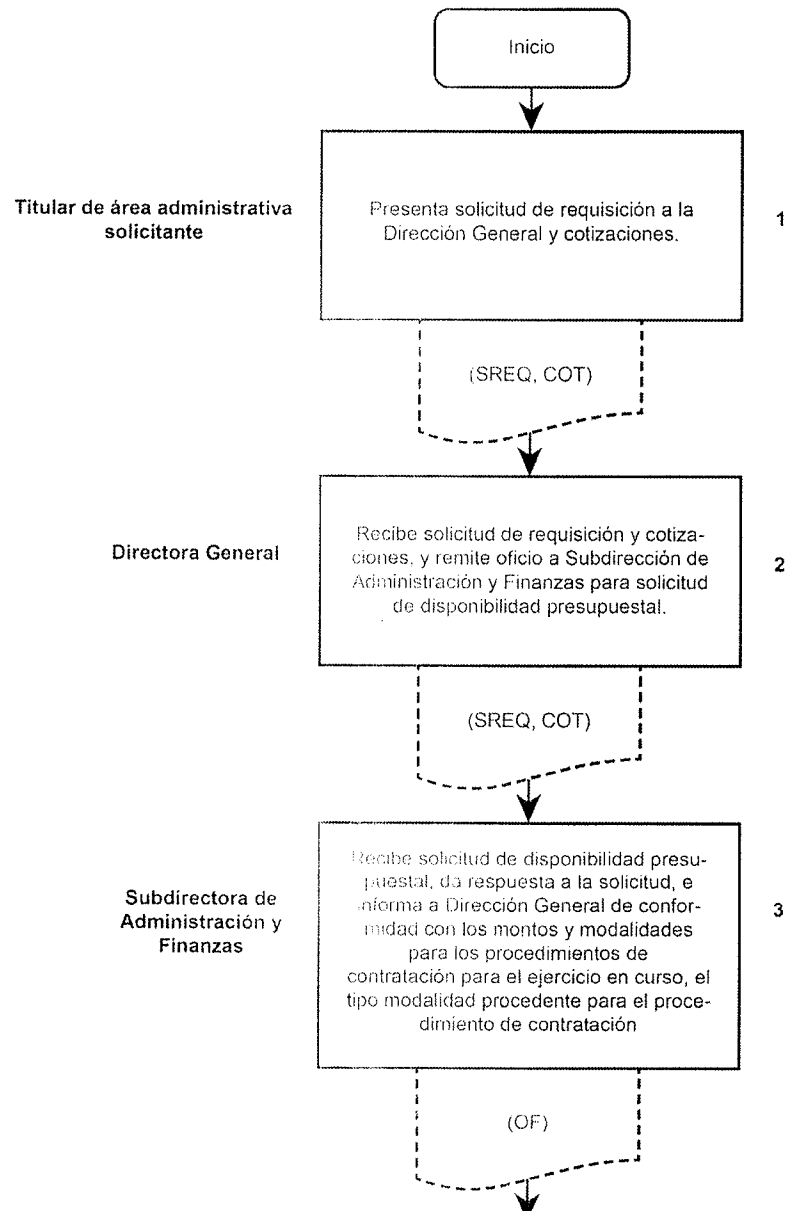 Inicio
Titular de área administrativa
solicitante
Presenta solicitud de requisición a la
Dirección General y cotizaciones.
1
(SREQ, COT)
Directora General
Recibe solicitud de requisición y cotiza-
ciones, y remite oficio a Subdirección de
Administración y Finanzas para solicitud
de disponibilidad presupuestal.
2
(SREQ, COT)
Subdirectora de
Administración y
Finanzas
Recibe solicitud de disponibilidad presu-
puestal, da respuesta a la solicitud, e
informa a Dirección General de confor-
midad con los montos y modalidades
para los procedimientos de
contratación para el ejercicio en curso, el
tipo modalidad procedente para el proce-
dimiento de contratación
3
(OF)